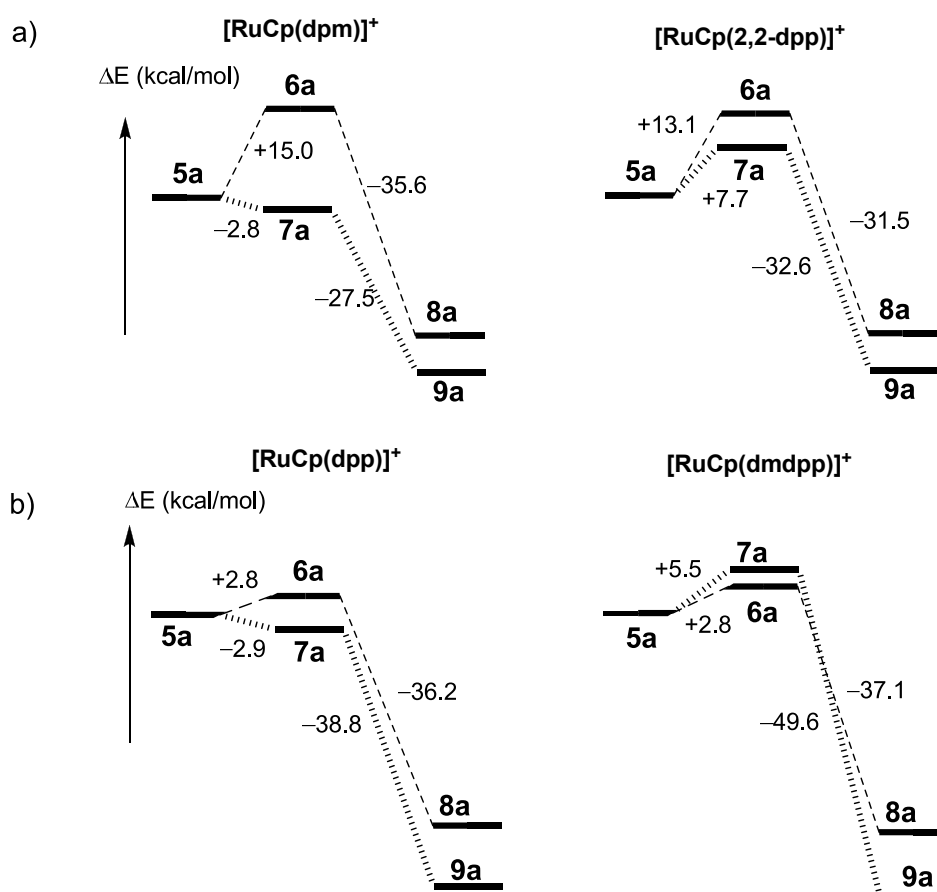 a)
[RuCp(dpm)]+
ΔE (kcal/mol)
6a
+15.0
5a
−35.6
−2.8
7a
−27.5
8a
9a
[RuCp(2,2-dpp)]+
6a
+13.1
5a
7a
+7.7
−31.5
−32.6
8a
9a
b)
[RuCp(dpp)]+
ΔE (kcal/mol)
6a
+2.8
5a
−2.9
7a
−36.2
−38.8
8a
9a
[RuCp(dmdpp)]+
7a
+5.5
6a
5a
+2.8
−37.1
−49.6
8a
9a